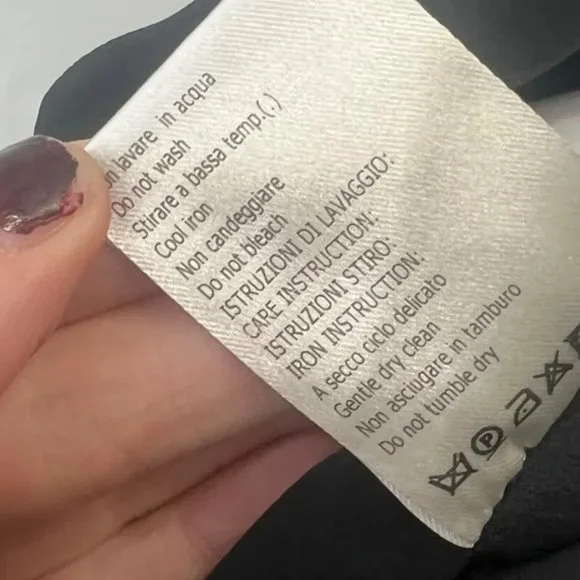 lavare in acqua
Do not wash
Stirare a bassa temp.(.)
Cool iron
Non candeggiare
Do not bleach
ISTRUZIONI DI LAVAGGIO:
CARE INSTRUCTION:
ISTRUZIONI STIRO:
IRON INSTRUCTION:
A secco ciclo delicato
Gentle dry clean
Non asciugare in tamburo
Do not tumble dry
P